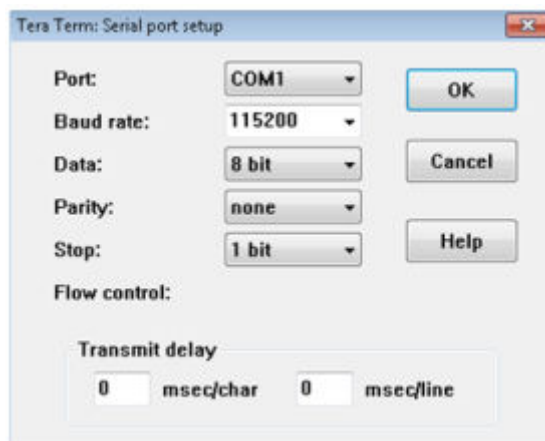 Tera Term: Serial port setup
Port: COM1 OK
Baud rate: 115200
Data: 8 bit Cancel
Parity: none
Stop: 1 bit Help
Flow control:
Transmit delay
0 msec/char 0 msec/line